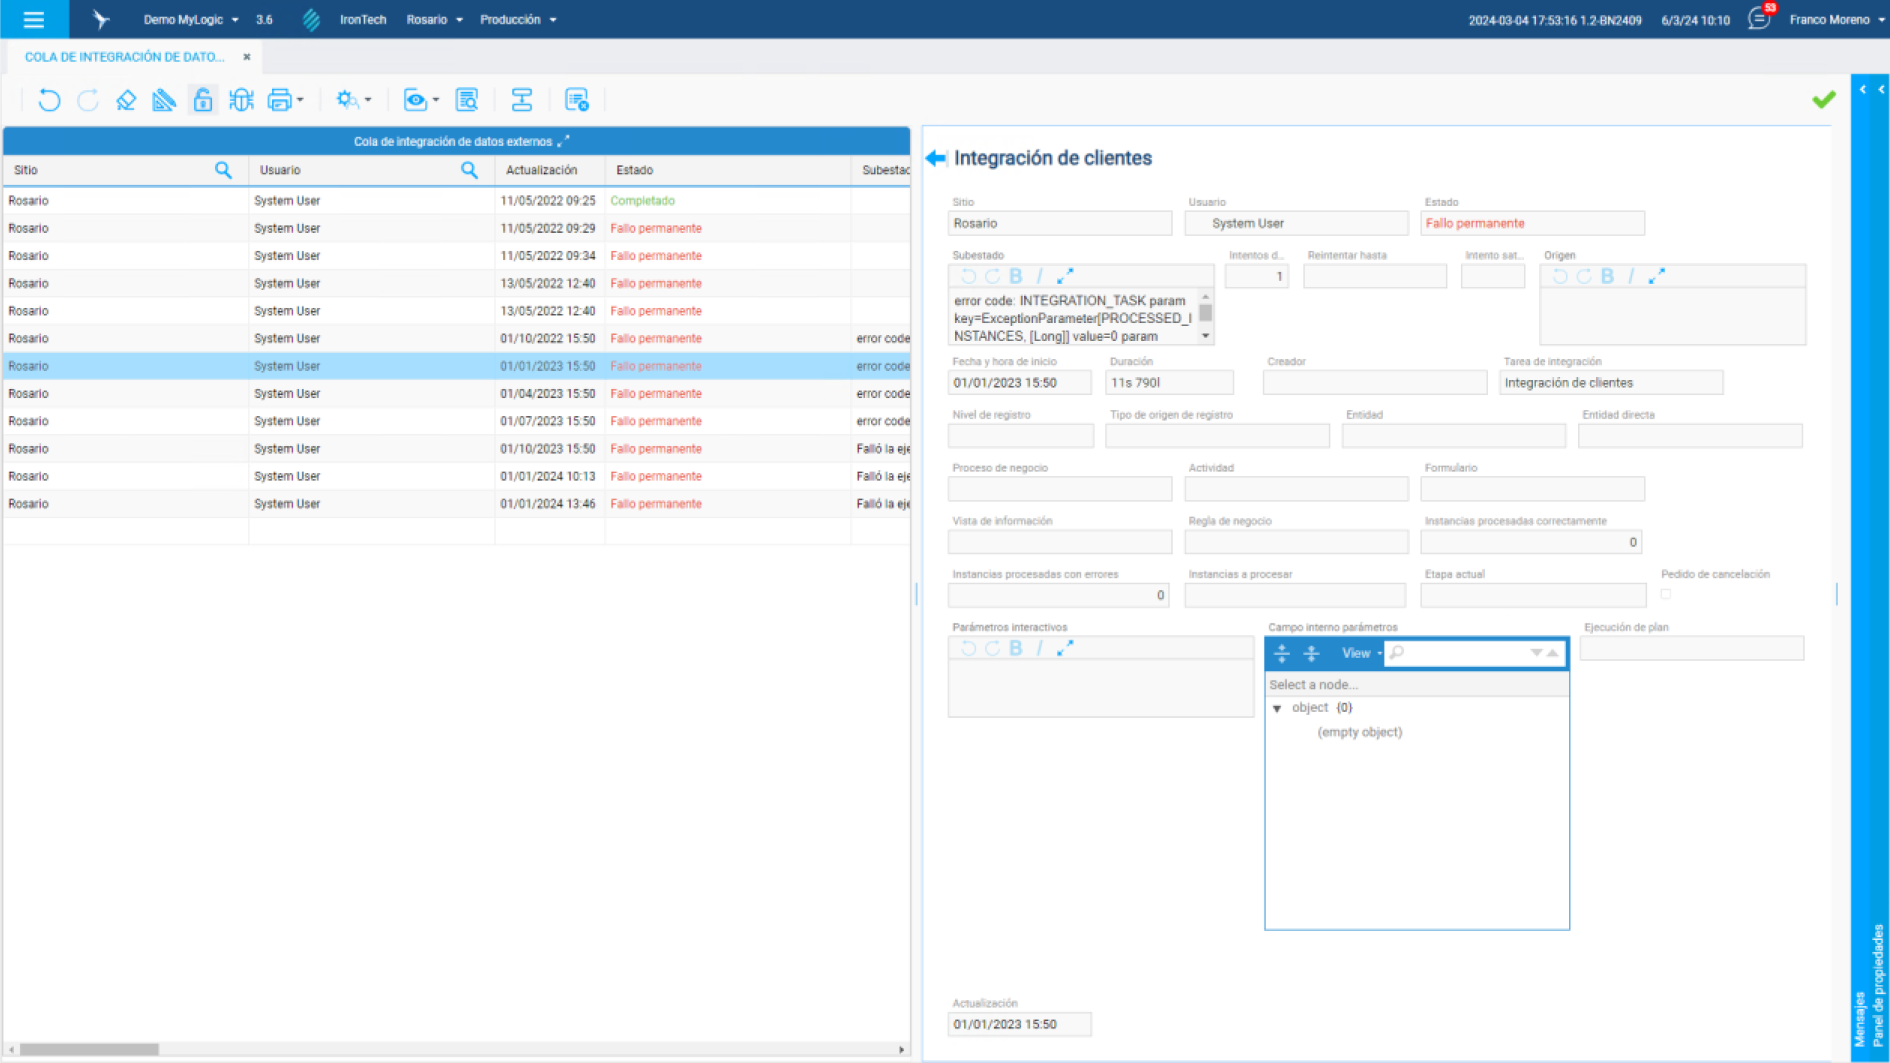 Demo MyLogic 3.6 IronTech Rosario Producción 2024-03-04 17:53:16 1.2-BN2409 6/3/24 10:10 53 Franco Moreno
COLA DE INTEGRACIÓN DE DATO... ×
Cola de integración de datos externos
Sitio Usuario Actualización Estado Subestad
Rosario System User 11/05/2022 09:25 Completado
Rosario System User 11/05/2022 09:29 Fallo permanente
Rosario System User 11/05/2022 09:34 Fallo permanente
Rosario System User 13/05/2022 12:40 Fallo permanente
Rosario System User 13/05/2022 12:40 Fallo permanente
Rosario System User 01/10/2022 15:50 Fallo permanente error code
Rosario System User 01/01/2023 15:50 Fallo permanente error code
Rosario System User 01/04/2023 15:50 Fallo permanente error code
Rosario System User 01/07/2023 15:50 Fallo permanente error code
Rosario System User 01/10/2023 15:50 Fallo permanente Falló la eje
Rosario System User 01/01/2024 10:13 Fallo permanente Falló la eje
Rosario System User 01/01/2024 13:46 Fallo permanente Falló la eje
Integración de clientes
Sitio Usuario Estado
Rosario System User Fallo permanente
Subestado Intentos d... Reintentar hasta Intento sat... Origen
B I 1 B I
error code: INTEGRATION_TASK param
key=ExceptionParameter[PROCESSED_I
NSTANCES, [Long]] value=0 param
Fecha y hora de inicio Duración Creador Tarea de integración
01/01/2023 15:50 11s 790l Integración de clientes
Nivel de registro Tipo de origen de registro Entidad Entidad directa
Proceso de negocio Actividad Formulario
Vista de información Regla de negocio Instancias procesadas correctamente
0
Instancias procesadas con errores Instancias a procesar Etapa actual Pedido de cancelación
0
Parámetros interactivos Campo interno parámetros Ejecución de plan
B I View
Select a node...
object {0}
(empty object)
Actualización
01/01/2023 15:50
Mensajes
Panel de propiedades